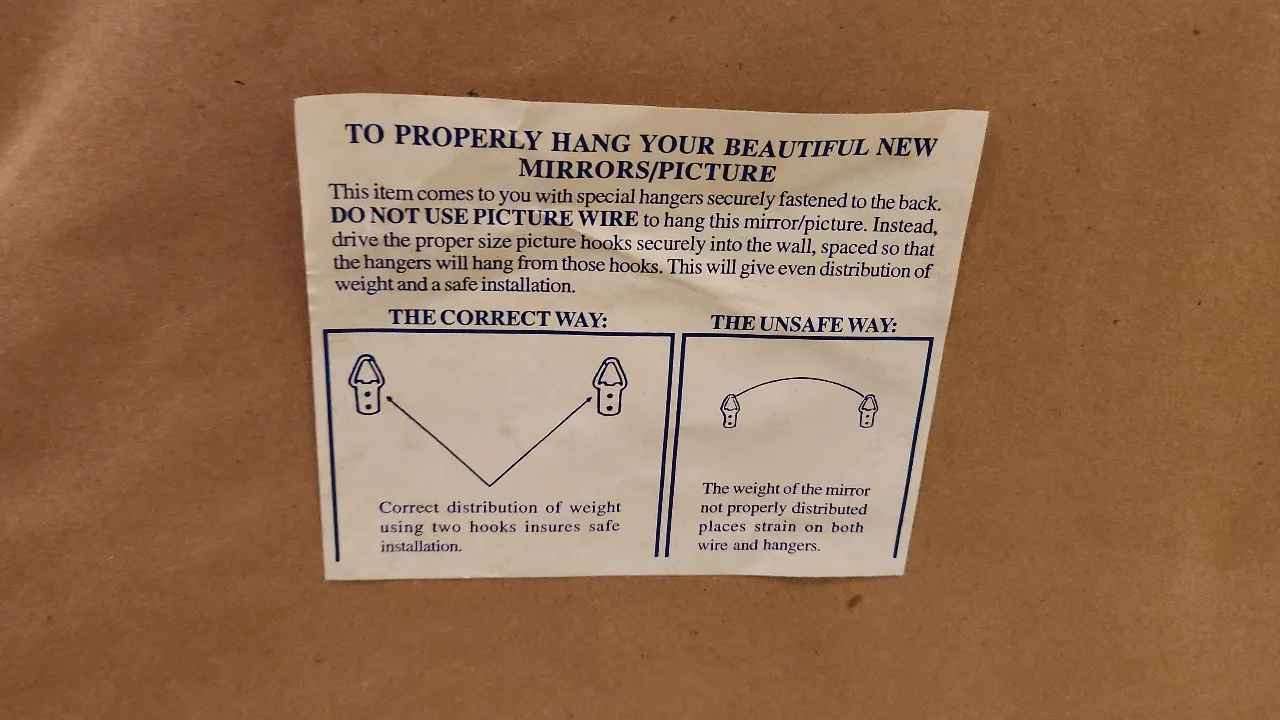 TO PROPERLY HANG YOUR BEAUTIFUL NEW
MIRRORS/PICTURE
This item comes to you with special hangers securely fastened to the back.
DO NOT USE PICTURE WIRE to hang this mirror/picture. Instead,
drive the proper size picture hooks securely into the wall, spaced so that
the hangers will hang from those hooks. This will give even distribution of
weight and a safe installation.
THE CORRECT WAY:
Correct distribution of weight
using two hooks insures safe
installation.
THE UNSAFE WAY:
The weight of the mirror
not properly distributed
places strain on both
wire and hangers.